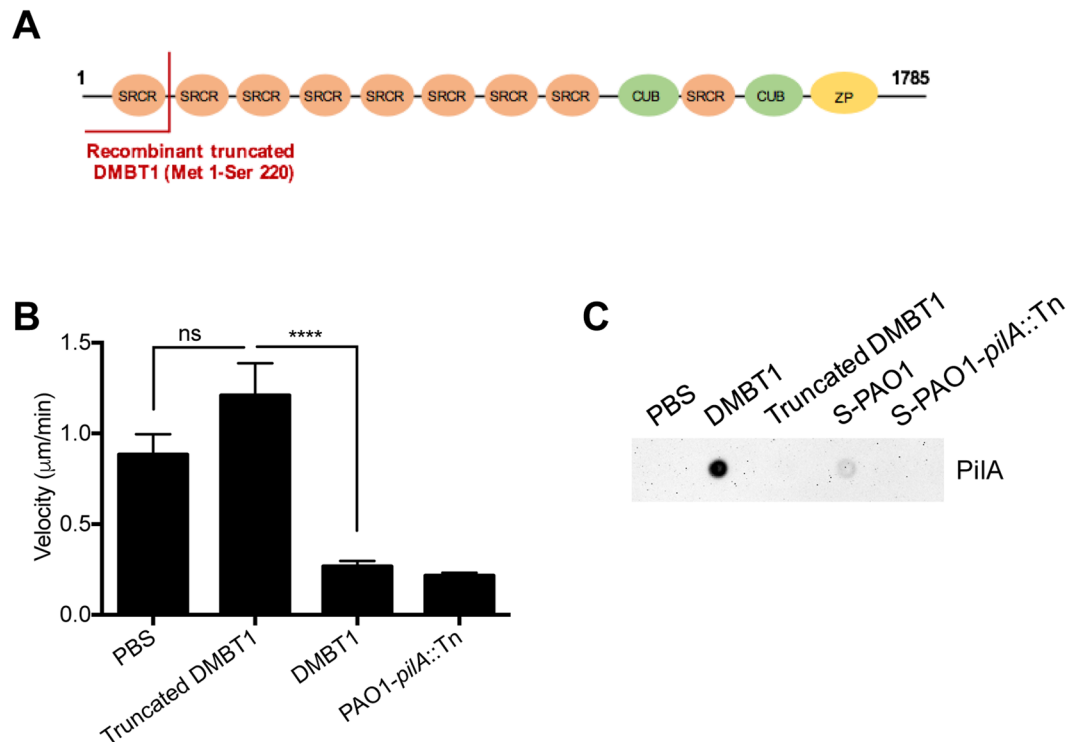 A
1
1785
SRCR SRCR SRCR SRCR SRCR SRCR SRCR SRCR CUB SRCR CUB ZP
Recombinant truncated
DMBT1 (Met 1-Ser 220)
B
ns
****
1.5
1.0
0.5
0.0
Velocity (μm/min)
PBS
Truncated DMBT1
DMBT1
PAO1-pilA::Tn
C
PBS
DMBT1
Truncated DMBT1
S-PAO1
S-PAO1-pilA::Tn
PilA